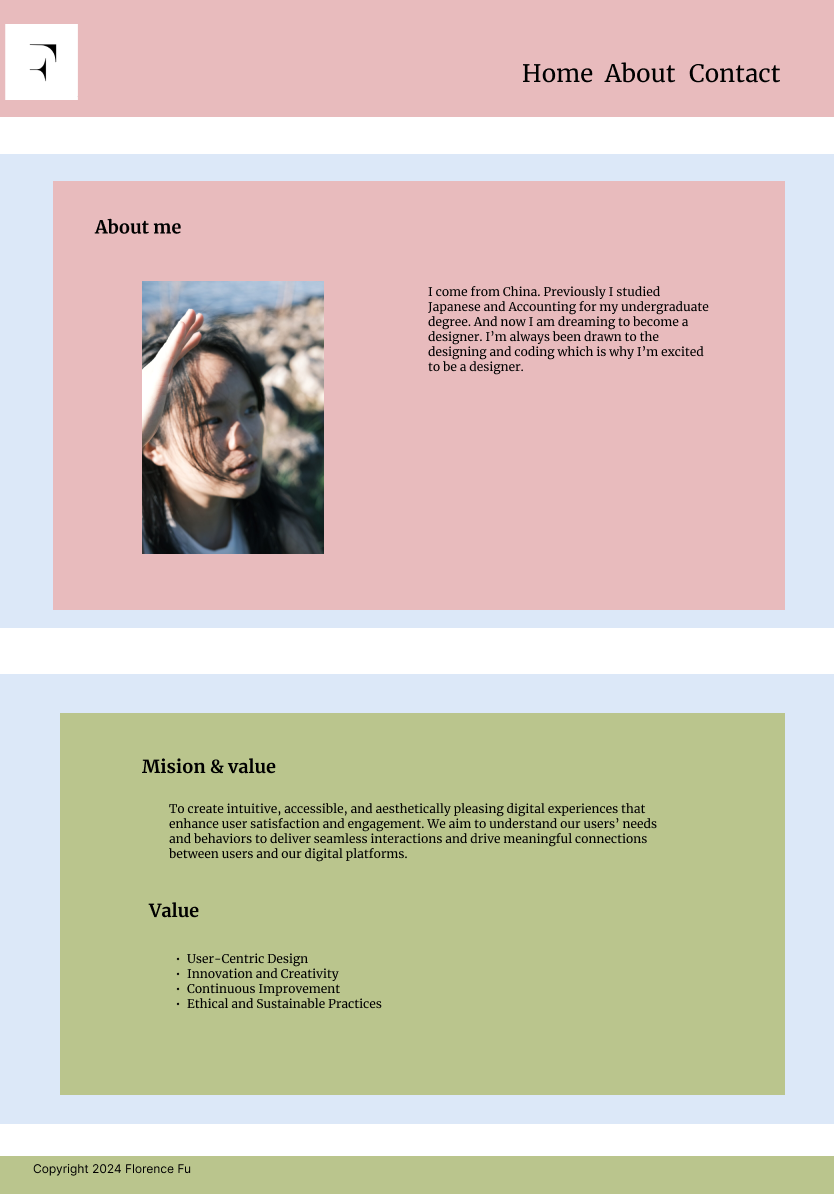 F
Home About Contact
About me
I come from China. Previously I studied
Japanese and Accounting for my undergraduate
degree. And now I am dreaming to become a
designer. I’m always been drawn to the
designing and coding which is why I’m excited
to be a designer.
Mision & value
To create intuitive, accessible, and aesthetically pleasing digital experiences that
enhance user satisfaction and engagement. We aim to understand our users’ needs
and behaviors to deliver seamless interactions and drive meaningful connections
between users and our digital platforms.
Value
• User-Centric Design
• Innovation and Creativity
• Continuous Improvement
• Ethical and Sustainable Practices
Copyright 2024 Florence Fu